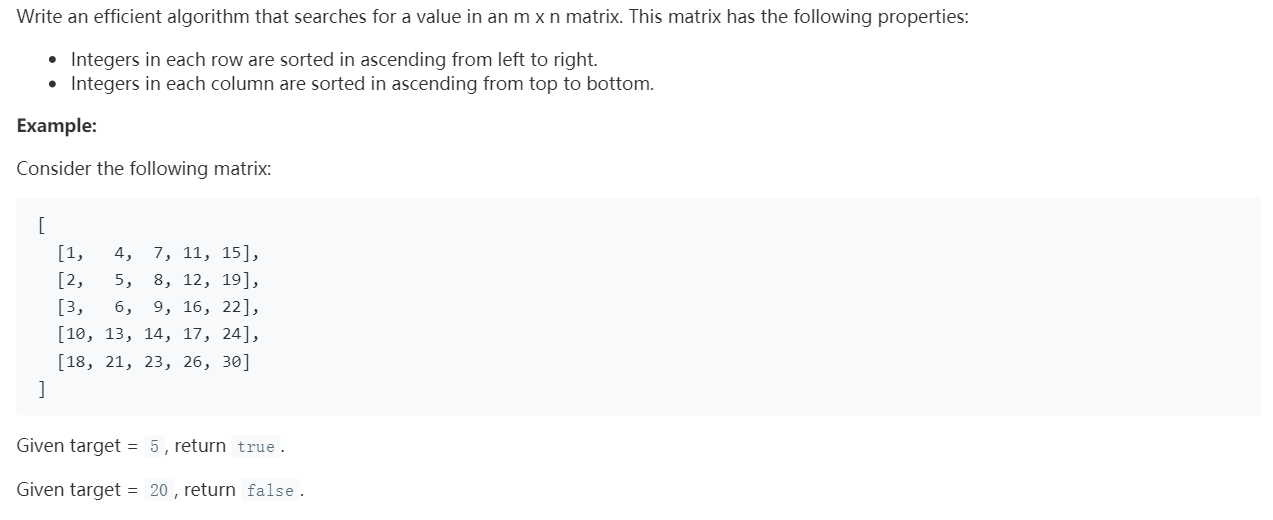 Write an efficient algorithm that searches for a value in an m x n matrix. This matrix has the following properties:
• Integers in each row are sorted in ascending from left to right.
• Integers in each column are sorted in ascending from top to bottom.
Example:
Consider the following matrix:
[
  [1,   4,  7, 11, 15],
  [2,   5,  8, 12, 19],
  [3,   6,  9, 16, 22],
  [10, 13, 14, 17, 24],
  [18, 21, 23, 26, 30]
]
Given target = 5, return true.
Given target = 20, return false.